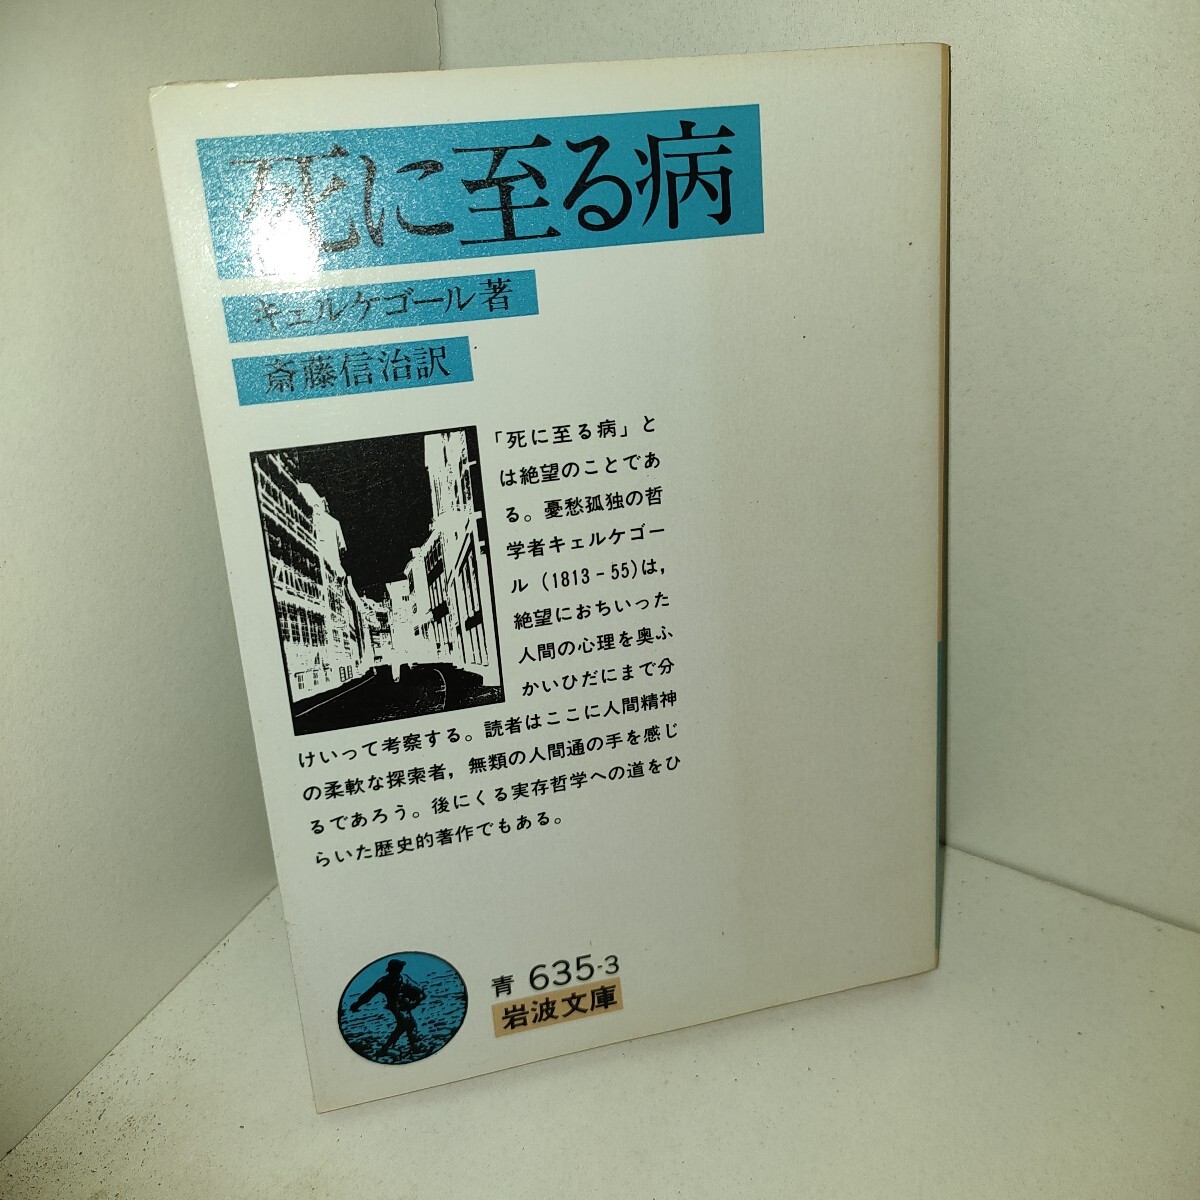 死に至る病
キェルケゴール著
斎藤信治訳
「死に至る病」と
は絶望のことであ
る。憂愁孤独の哲
学者キェルケゴー
ル(1813-55)は,
絶望におちいった
人間の心理を奥ふ
かいひだにまで分
けいって考察する。読者はここに人間精神
の柔軟な探索者,無類の人間通の手を感じ
るであろう。後にくる実存哲学への道をひ
らいた歴史的著作でもある。
青 635-3
岩波文庫